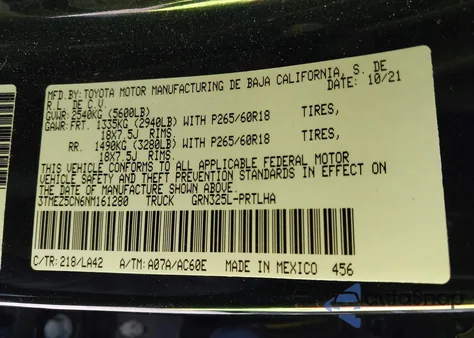 MFD.BY: TOYOTA MOTOR MANUFACTURING DE BAJA CALIFORNIA, S. DE
R.L. DE C.V. DATE: 10/21
GVWR: 2540KG (5600LB)
GAWR: FRT. 1335KG (2940LB) WITH P265/60R18 TIRES,
18X7.5J RIMS
RR. 1490KG (3280LB) WITH P265/60R18 TIRES,
18X7.5J RIMS.
THIS VEHICLE CONFORMS TO ALL APPLICABLE FEDERAL MOTOR
VEHICLE SAFETY AND THEFT PREVENTION STANDARDS IN EFFECT ON
THE DATE OF MANUFACTURE SHOWN ABOVE.
3TMEZ5CN6NM161280 TRUCK GRN325L-PRTLHA
C/TR: 218/LA42 A/TM: A07A/AC60E MADE IN MEXICO 456